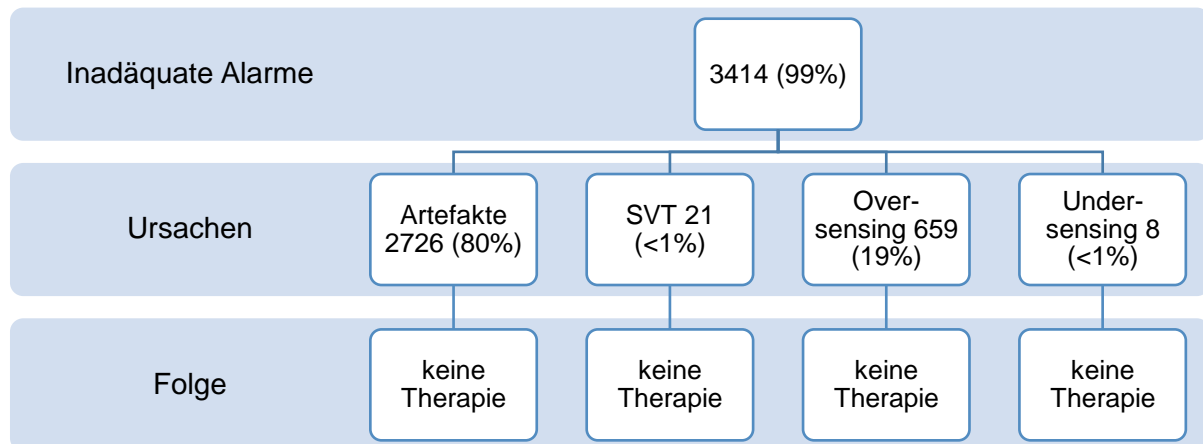 Inadäquate Alarme
3414 (99%)
Ursachen
Artefakte
2726 (80%)
SVT 21
(<1%)
Over-
sensing 659
(19%)
Under-
sensing 8
(<1%)
Folge
keine
Therapie
keine
Therapie
keine
Therapie
keine
Therapie